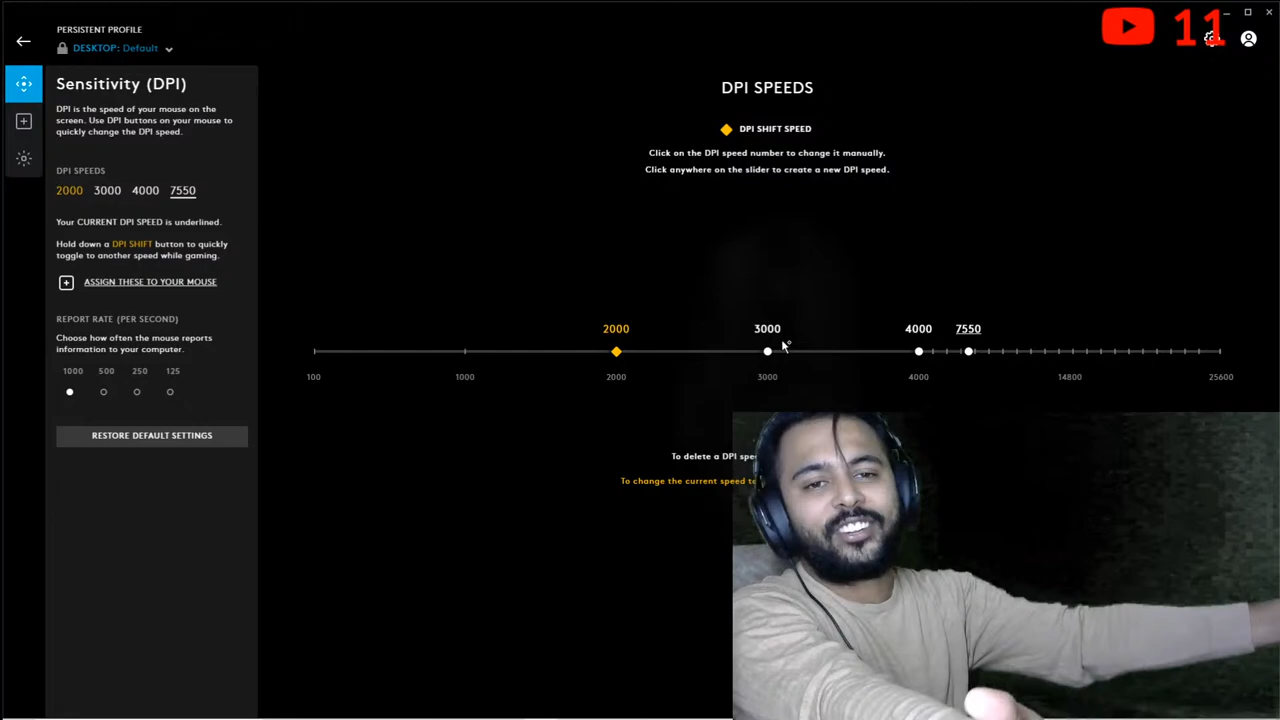 PERSISTENT PROFILE
DESKTOP: Default
11
Sensitivity (DPI)
DPI is the speed of your mouse on the
screen. Use DPI buttons on your mouse to
quickly change the DPI speed.
DPI SPEEDS
2000 3000 4000 7550
Your CURRENT DPI SPEED is underlined.
Hold down a DPI SHIFT button to quickly
toggle to another speed while gaming.
ASSIGN THESE TO YOUR MOUSE
REPORT RATE (PER SECOND)
Choose how often the mouse reports
information to your computer.
1000 500 250 125
RESTORE DEFAULT SETTINGS
DPI SPEEDS
DPI SHIFT SPEED
Click on the DPI speed number to change it manually.
Click anywhere on the slider to create a new DPI speed.
2000 3000 4000 7550
100 1000 2000 3000 4000 14800 25600
To delete a DPI
To change the current speed